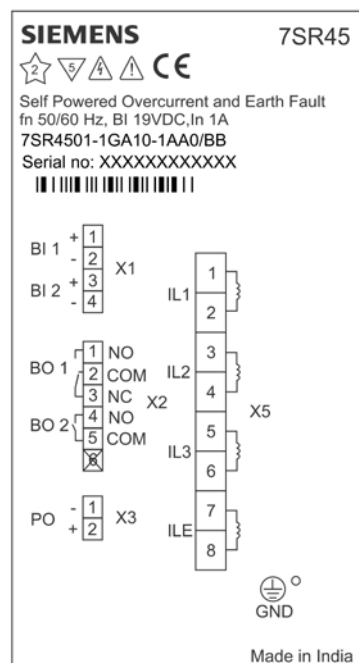 SIEMENS 7SR45
2 5 CE
Self Powered Overcurrent and Earth Fault
fn 50/60 Hz, BI 19VDC,In 1A
7SR4501-1GA10-1AA0/BB
Serial no: XXXXXXXXXXXX
BI 1 + 1
- 2
X1
BI 2 + 3
- 4
BO 1 1 NO
2 COM
3 NC
X2
BO 2 4 NO
5 COM
6
PO - 1
+ 2
X3
IL1 1
2
IL2 3
4
X5
IL3 5
6
ILE 7
8
GND
Made in India